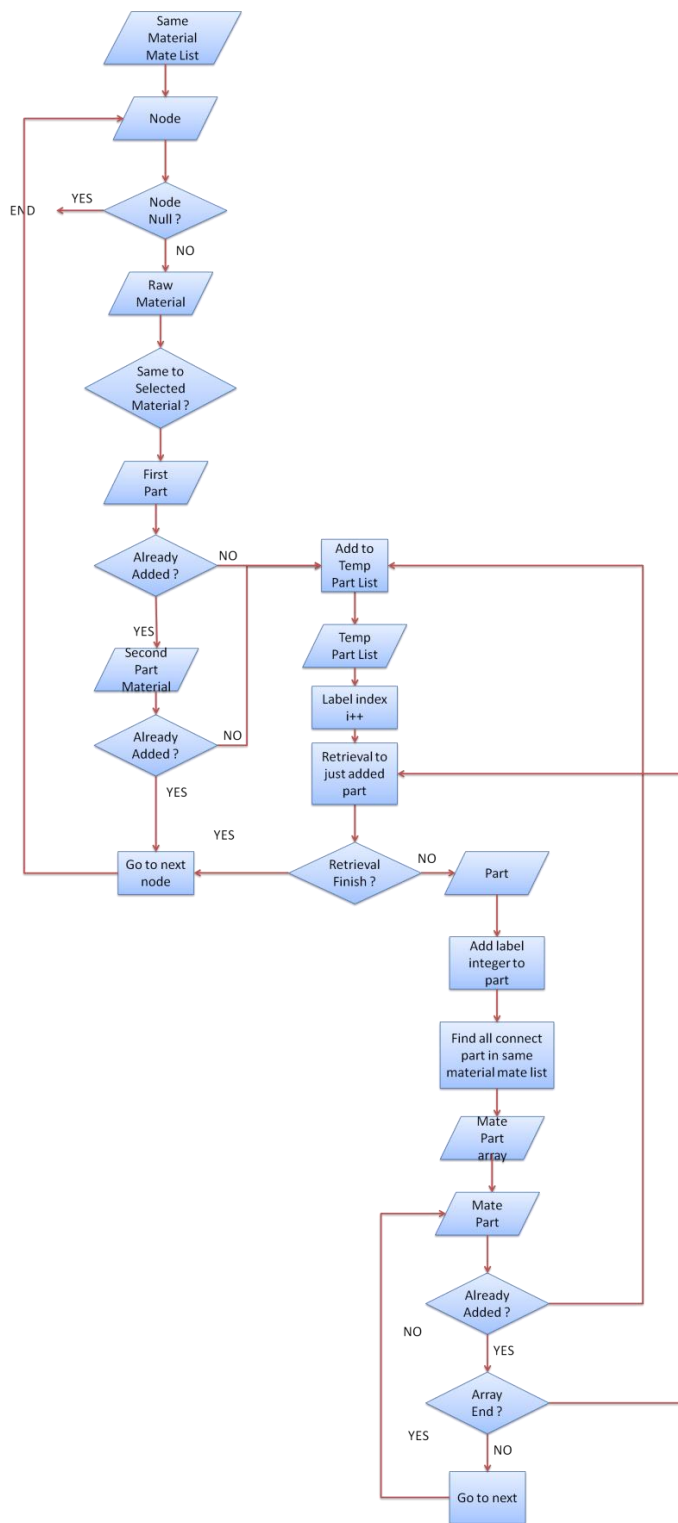 Same
Material
Mate List
Node
Node
Null ?
YES
END
NO
Raw
Material
Same to
Selected
Material ?
First
Part
Already
Added ?
NO
YES
Second
Part
Material
Already
Added ?
NO
YES
Go to next
node
Add to
Temp
Part List
Temp
Part List
Label index
i++
Retrieval to
just added
part
Retrieval
Finish ?
YES
NO
Part
Add label
integer to
part
Find all connect
part in same
material mate list
Mate
Part
array
Mate
Part
Already
Added ?
NO
YES
Array
End ?
YES
NO
Go to next